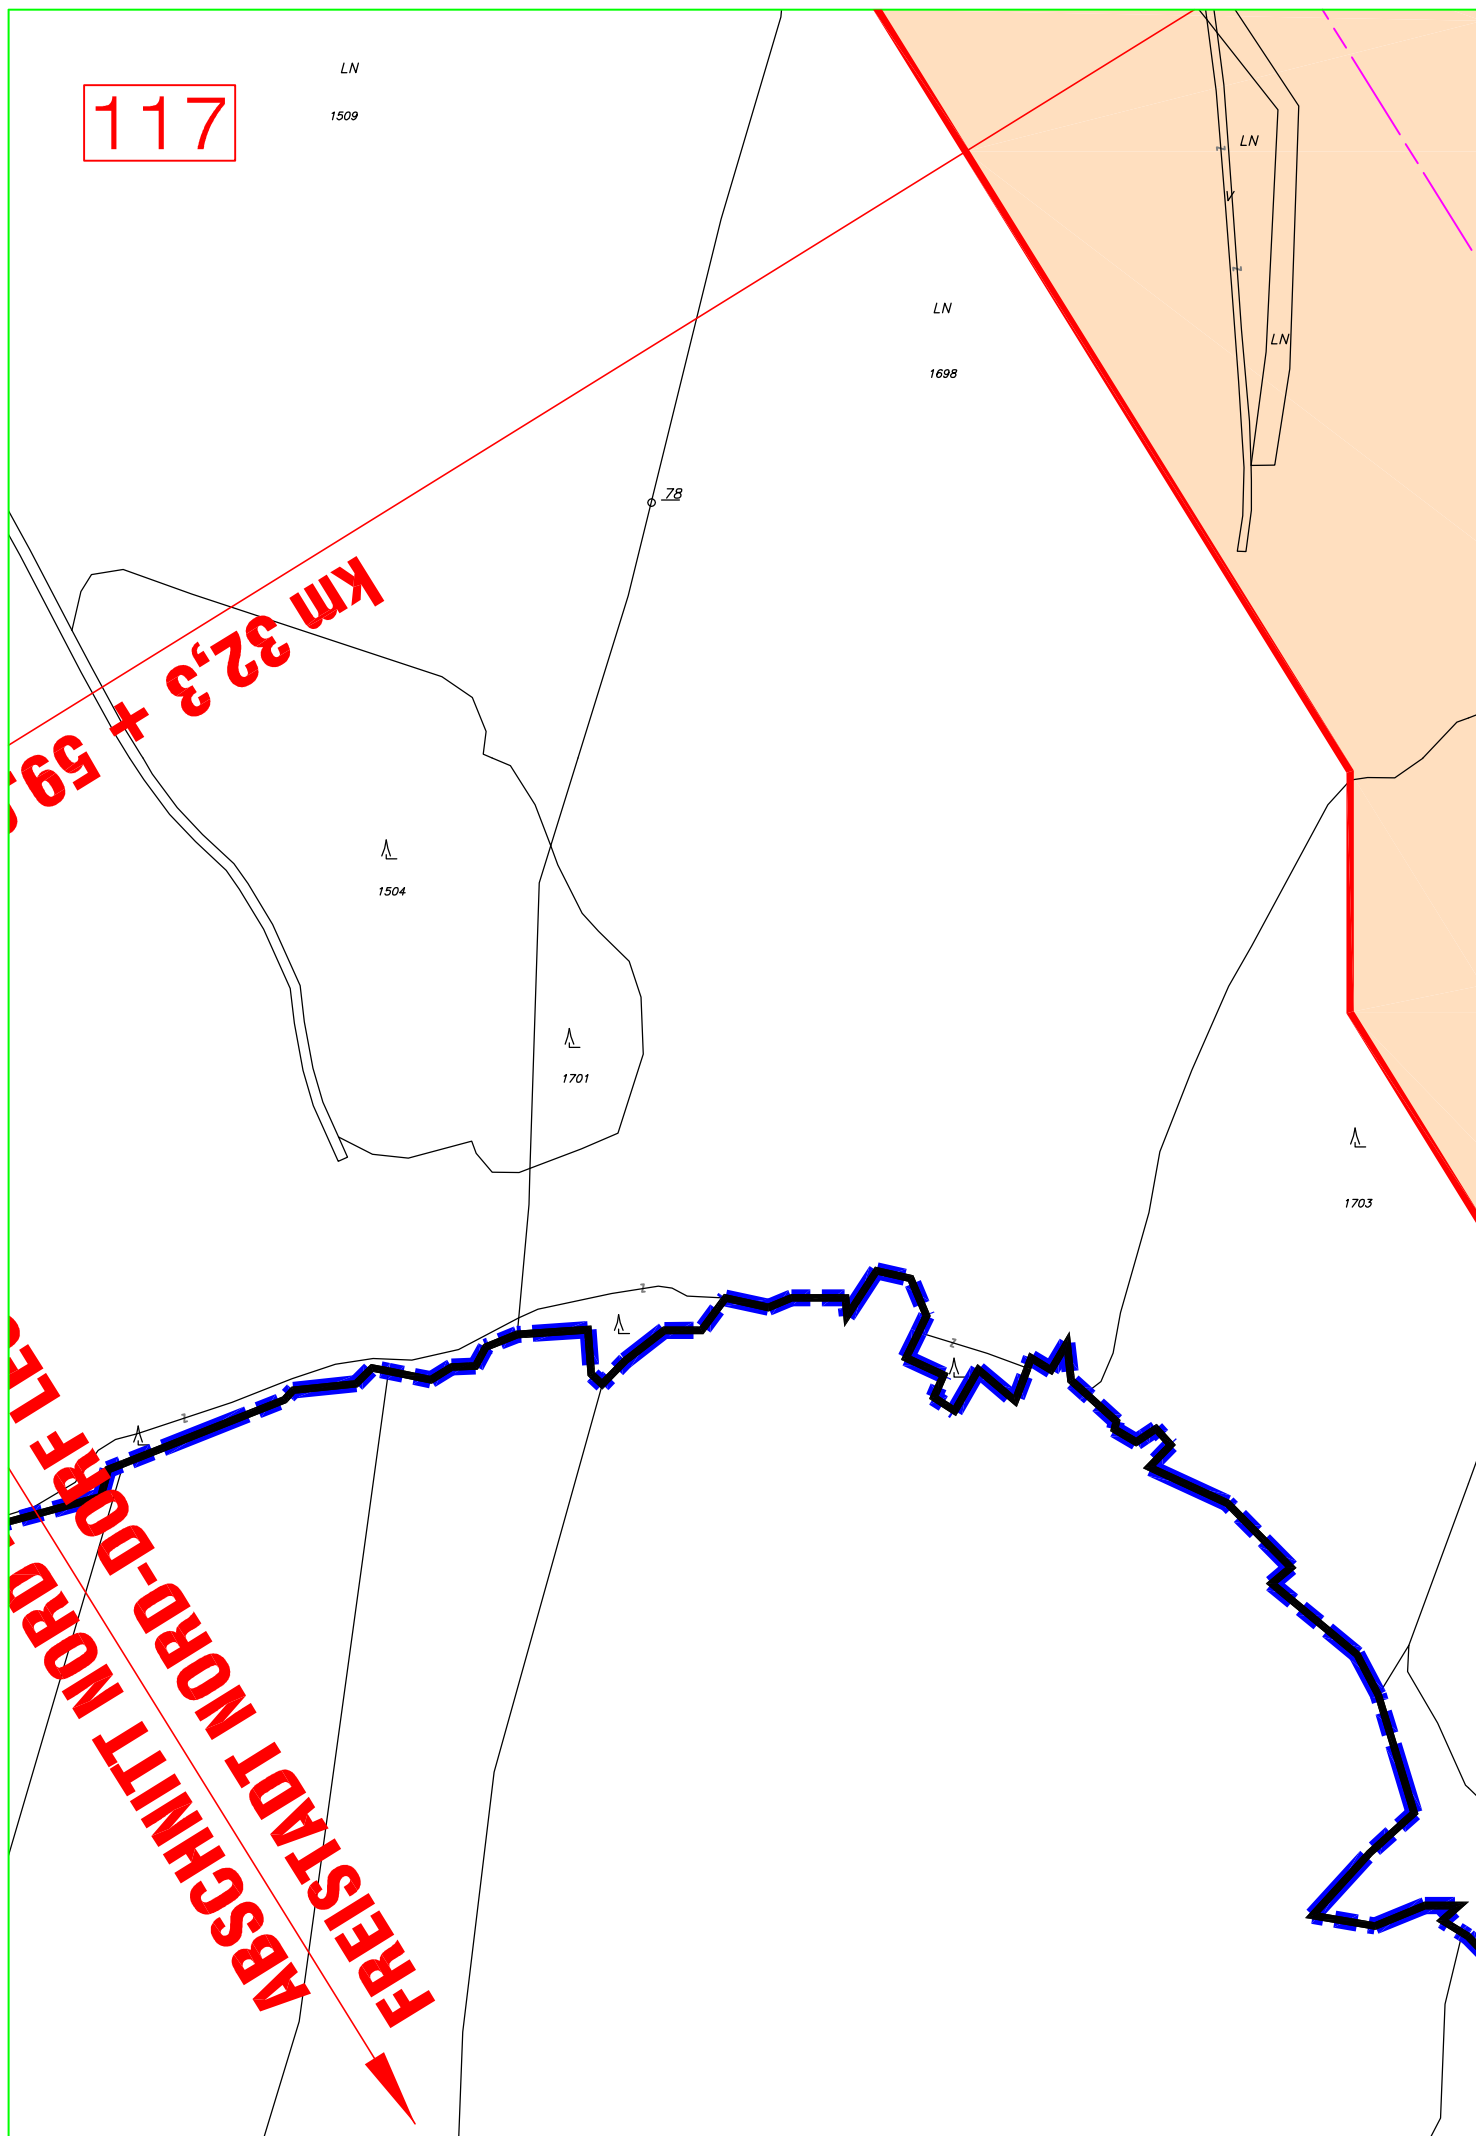 117
LN
1509
LN
V
LN
LN
1698
78
km 32,3 + 59
1504
1701
1703
FREISTADT NORD-DORF LE
ABSCHNITT NORD